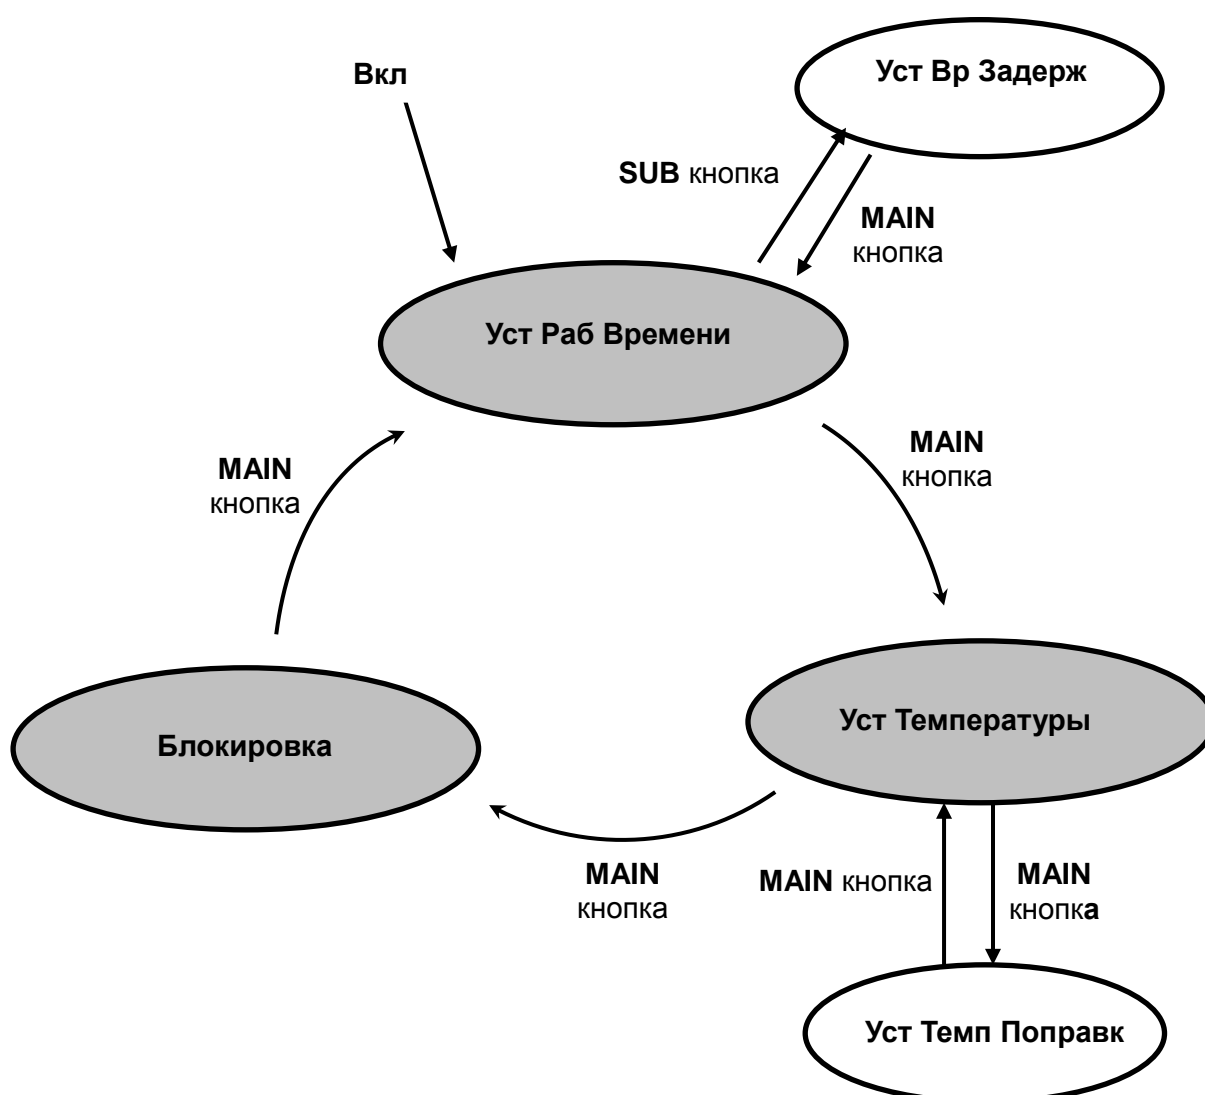 Уст Вр Задерж
Вкл
SUB кнопка
MAIN
кнопка
Уст Раб Времени
MAIN
кнопка
MAIN
кнопка
Уст Температуры
Блокировка
MAIN
кнопка
MAIN кнопка
MAIN
кнопка
Уст Темп Поправк